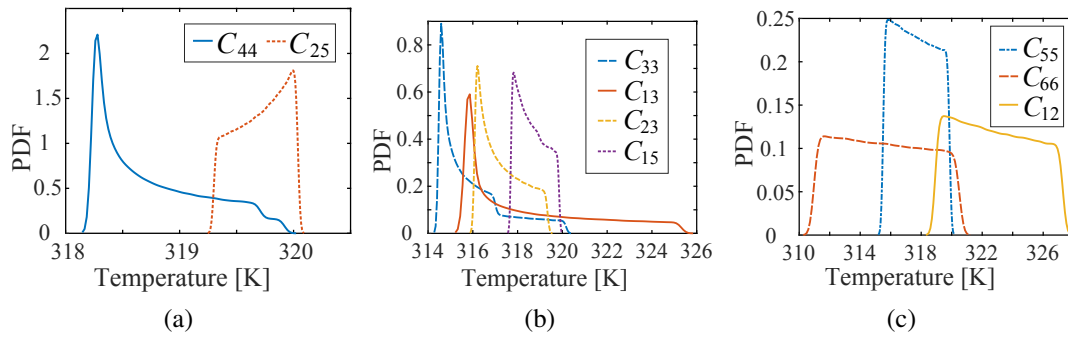 C44 C25
2
1.5
1
0.5
0
318 319 320
PDF
Temperature [K]
(a)
0.8
0.6
0.4
0.2
0
314 316 318 320 322 324 326
PDF
Temperature [K]
C33
C13
C23
C15
(b)
0.25
0.20
0.15
0.10
0.05
0
310 314 318 322 326
PDF
Temperature [K]
C55
C66
C12
(c)